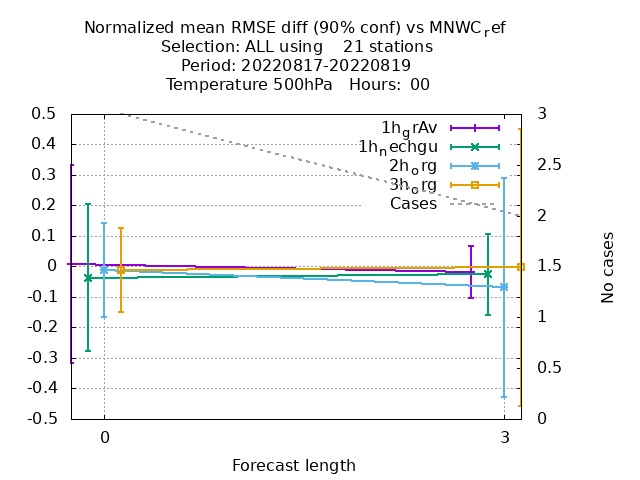 Normalized mean RMSE diff (90% conf) vs MNWC_ref
Selection: ALL using    21 stations
Period: 20220817-20220819
Temperature 500hPa   Hours:  00
0.5
0.4
0.3
0.2
0.1
0
-0.1
-0.2
-0.3
-0.4
-0.5
1h_grAv
1h_nechgu
2h_org
3h_org
Cases
3
2.5
2
1.5
1
0.5
0
No cases
0
3
Forecast length